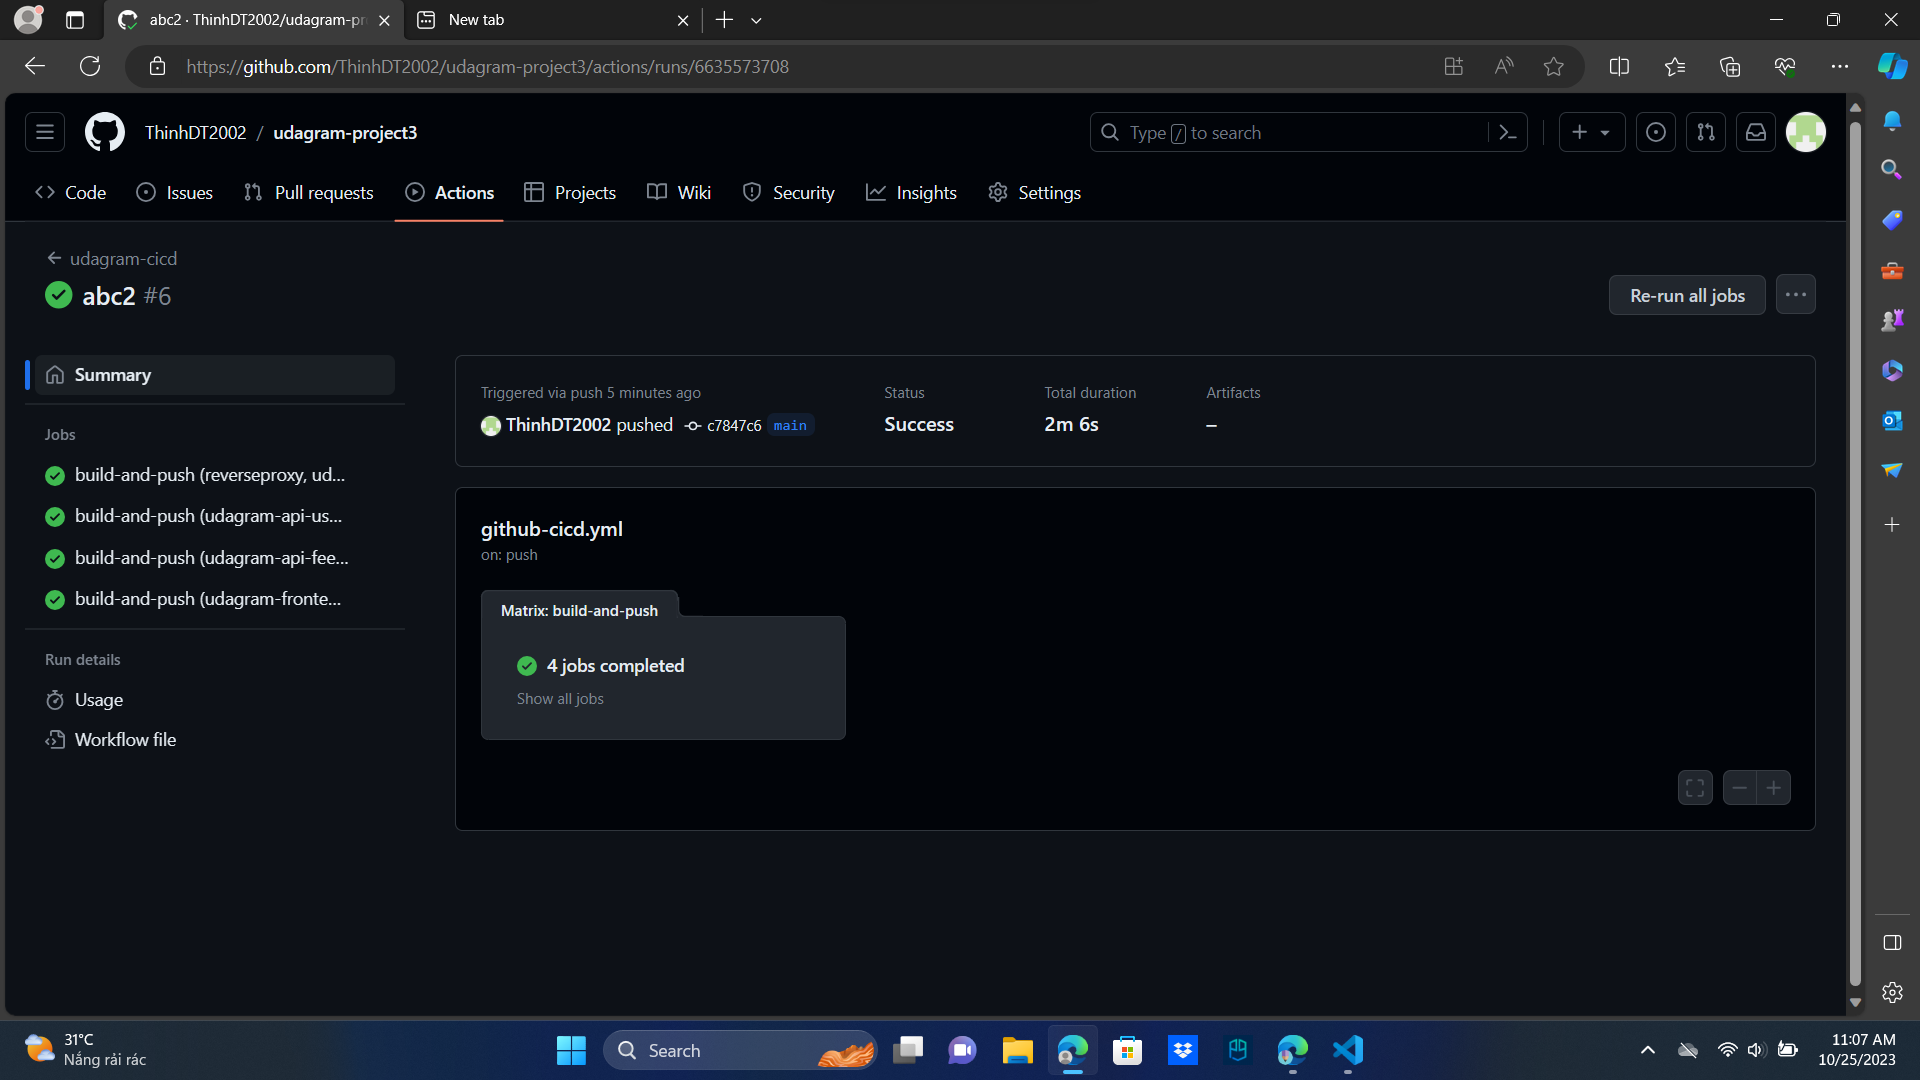 abc2 · ThinhDT2002/udagram-pr
New tab
https://github.com/ThinhDT2002/udagram-project3/actions/runs/6635573708
ThinhDT2002 / udagram-project3
Type / to search
Code
Issues
Pull requests
Actions
Projects
Wiki
Security
Insights
Settings
udagram-cicd
abc2 #6
Re-run all jobs
Summary
Triggered via push 5 minutes ago
Status
Total duration
Artifacts
ThinhDT2002 pushed c7847c6 main
Success
2m 6s
–
Jobs
build-and-push (reverseproxy, ud...
build-and-push (udagram-api-us...
build-and-push (udagram-api-fee...
build-and-push (udagram-fronte...
github-cicd.yml
on: push
Matrix: build-and-push
4 jobs completed
Show all jobs
Run details
Usage
Workflow file
31°C
Nắng rải rác
Search
11:07 AM
10/25/2023